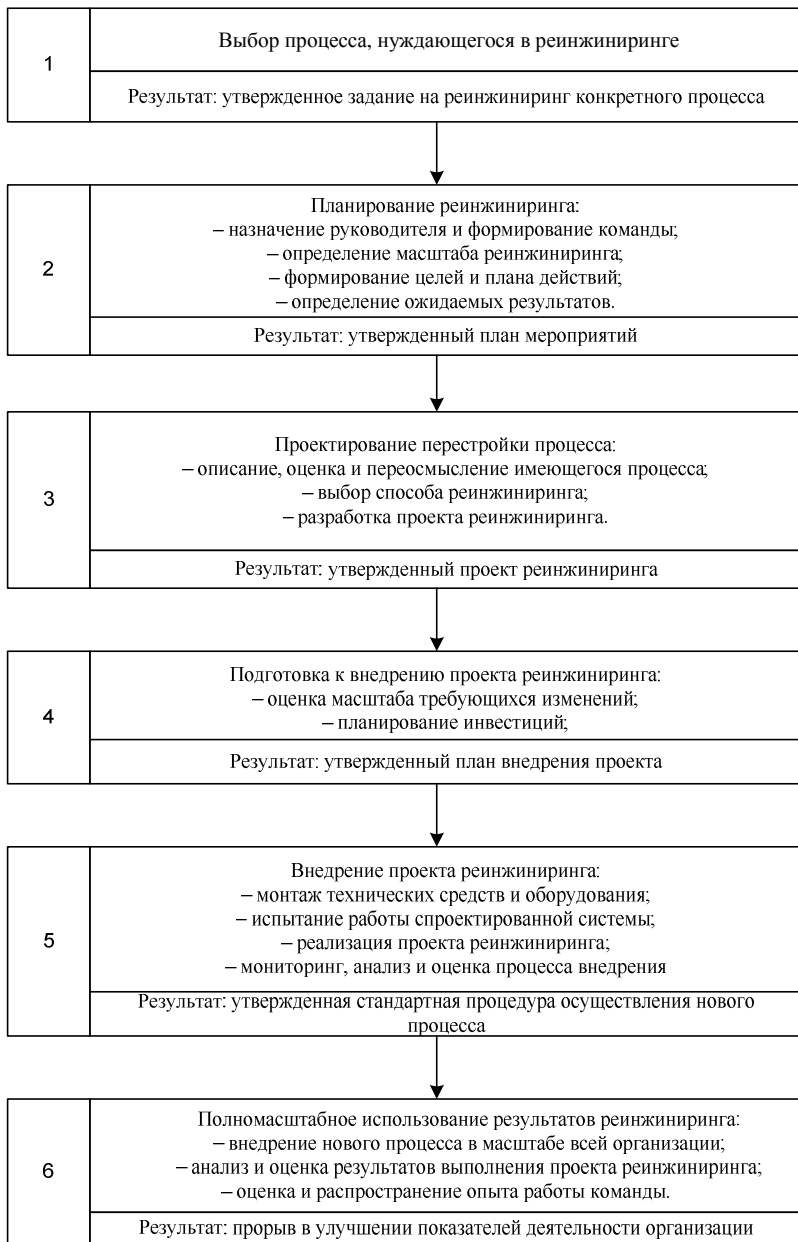 1
Выбор процесса, нуждающегося в реинжиниринге
Результат: утвержденное задание на реинжиниринг конкретного процесса
2
Планирование реинжиниринга:
– назначение руководителя и формирование команды;
– определение масштаба реинжиниринга;
– формирование целей и плана действий;
– определение ожидаемых результатов.
Результат: утвержденный план мероприятий
3
Проектирование перестройки процесса:
– описание, оценка и переосмысление имеющегося процесса;
– выбор способа реинжиниринга;
– разработка проекта реинжиниринга.
Результат: утвержденный проект реинжиниринга
4
Подготовка к внедрению проекта реинжиниринга:
– оценка масштаба требующихся изменений;
– планирование инвестиций;
Результат: утвержденный план внедрения проекта
5
Внедрение проекта реинжиниринга:
– монтаж технических средств и оборудования;
– испытание работы спроектированной системы;
– реализация проекта реинжиниринга;
– мониторинг, анализ и оценка процесса внедрения
Результат: утвержденная стандартная процедура осуществления нового
процесса
6
Полномасштабное использование результатов реинжиниринга:
– внедрение нового процесса в масштабе всей организации;
– анализ и оценка результатов выполнения проекта реинжиниринга;
– оценка и распространение опыта работы команды.
Результат: прорыв в улучшении показателей деятельности организации